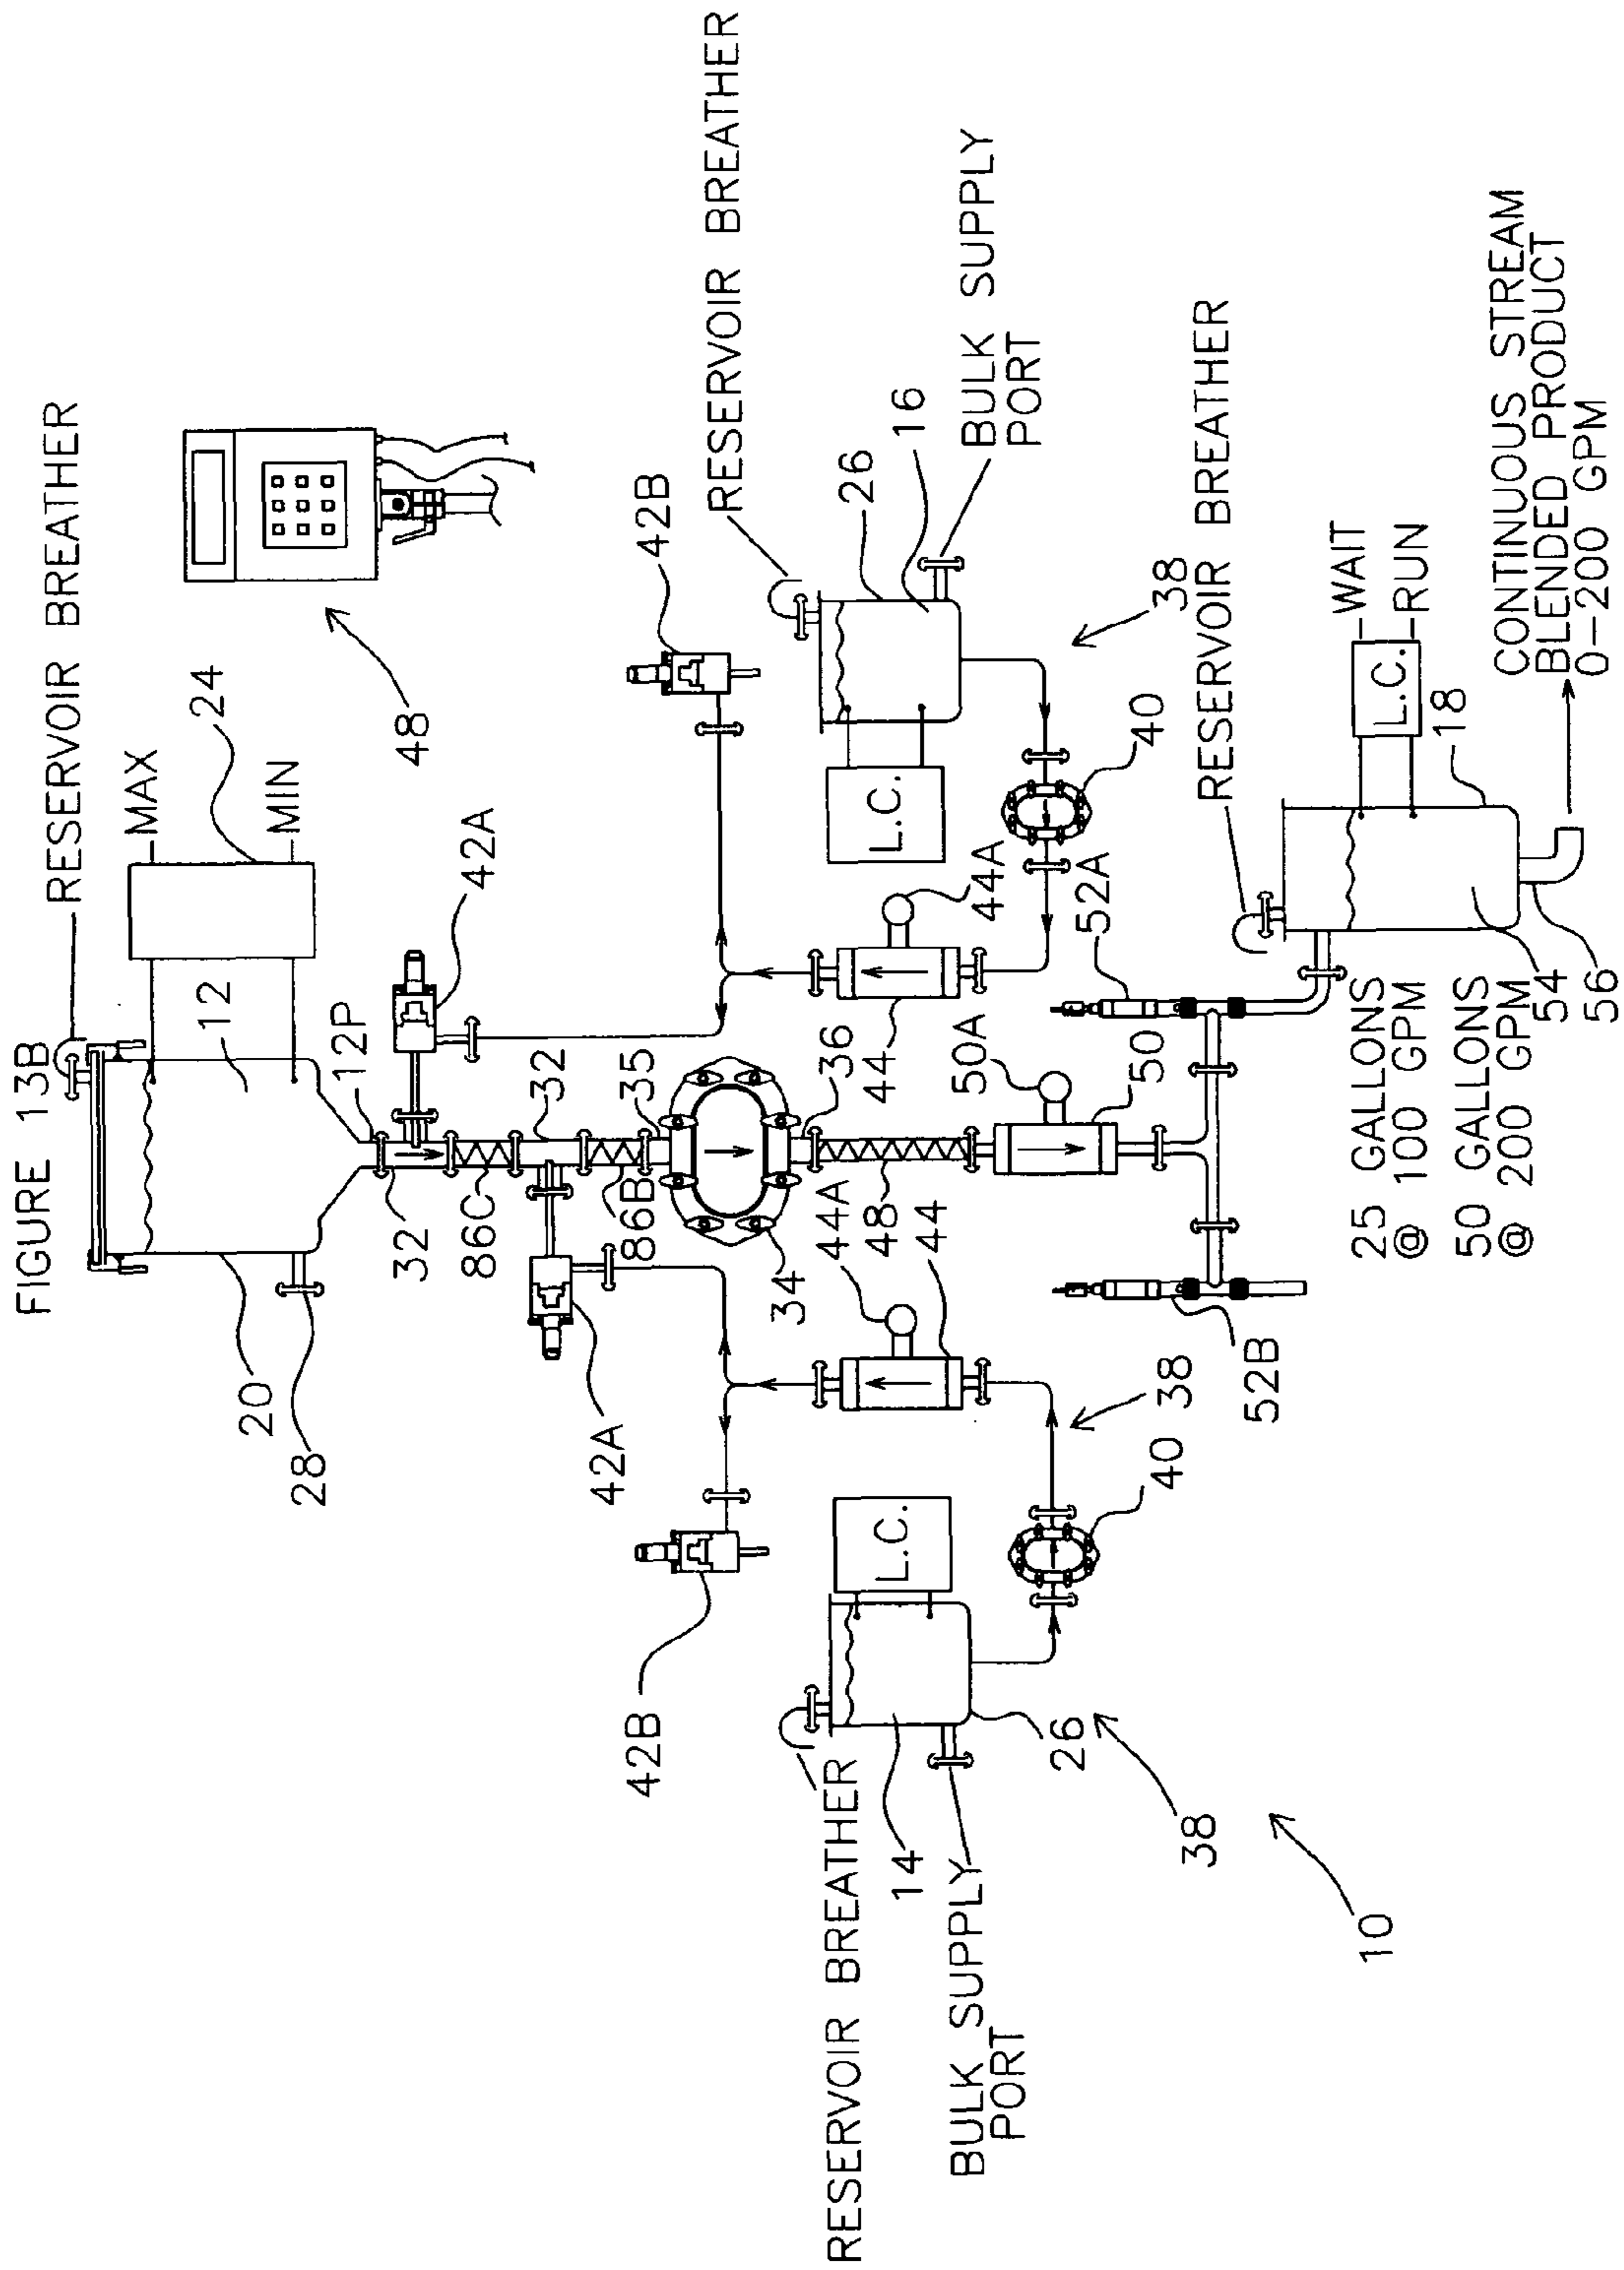 FIGURE 13B
RESERVOIR BREATHER
MAX
24
MIN
12
20
28
12P
32
42A
48
86C
32
42A
86B
35
42B
RESERVOIR BREATHER
42B
34
36
26
16
BULK SUPPLY
PORT
L.C.
44A
44A
48
44
44
40
38
50A
50
L.C.
14
RESERVOIR BREATHER
BULK SUPPLY
PORT
26
38
40
38
52A
52B
RESERVOIR BREATHER
WAIT
L.C.
RUN
18
25 GALLONS
@ 100 GPM
50 GALLONS
@ 200 GPM
54
56
CONTINUOUS STREAM
BLENDED PRODUCT
0-200 GPM
10